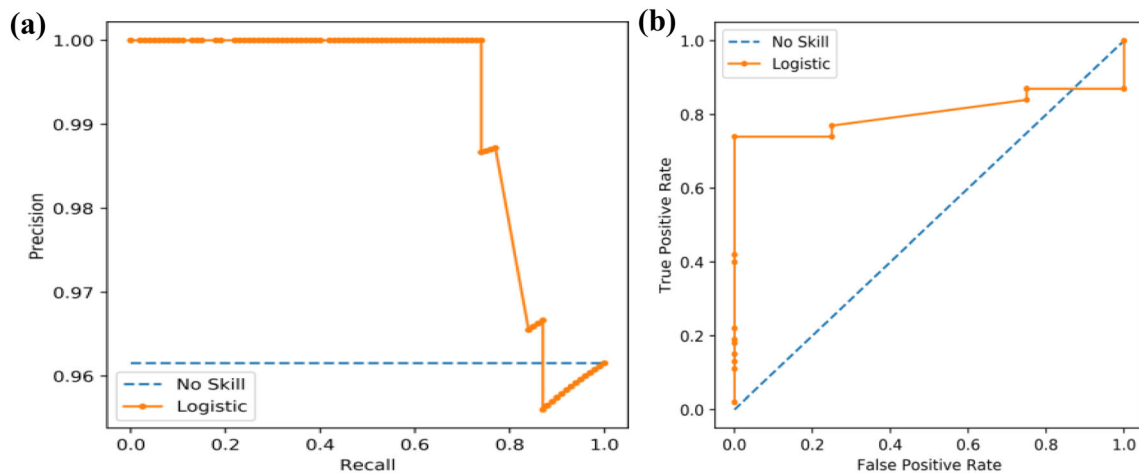 (a)
1.00
0.99
0.98
0.97
0.96
Precision
No Skill
Logistic
0.0
0.2
0.4
0.6
0.8
1.0
Recall
(b)
1.0
0.8
0.6
0.4
0.2
0.0
True Positive Rate
No Skill
Logistic
0.0
0.2
0.4
0.6
0.8
1.0
False Positive Rate